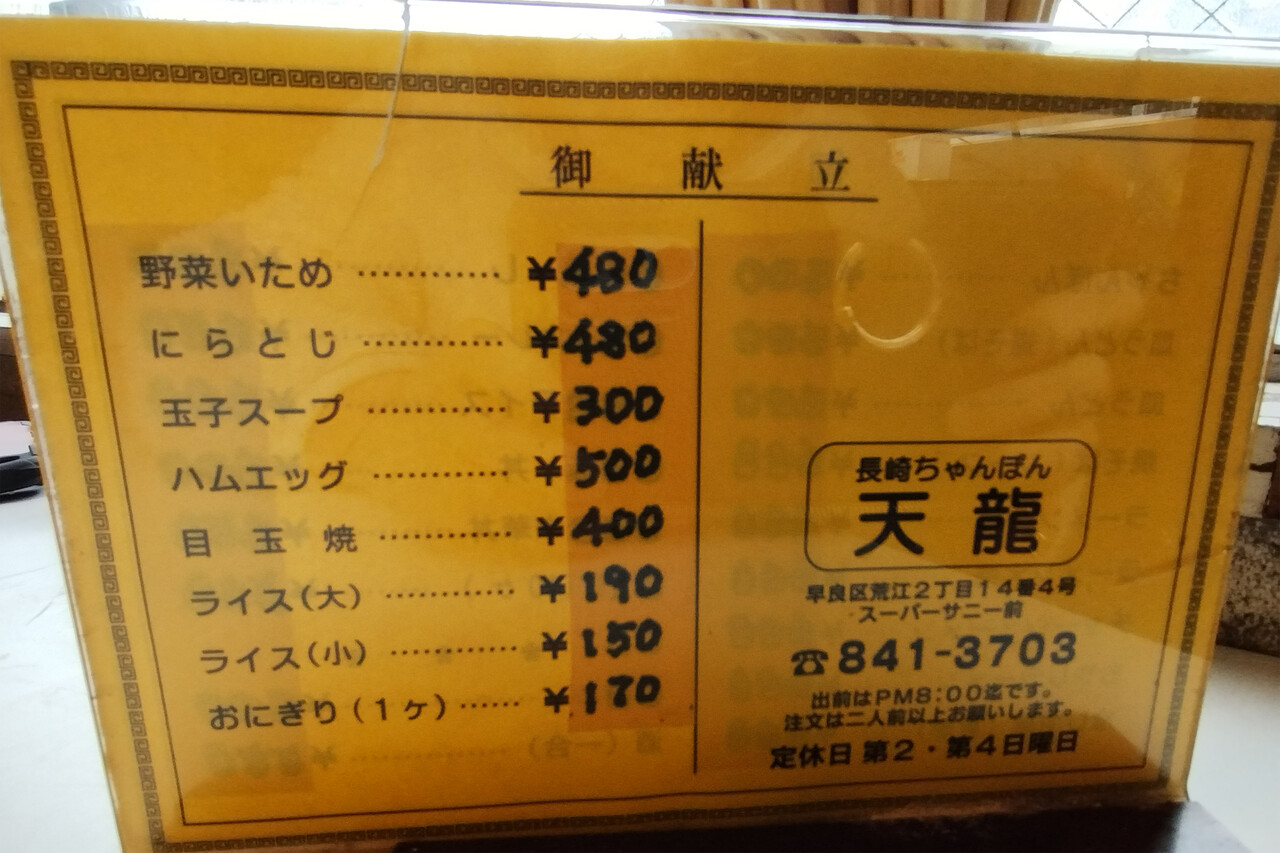 御献立
野菜いため ………… ¥480
にらとじ ………… ¥480
玉子スープ ………… ¥300
ハムエッグ ………… ¥500
目玉焼 ………… ¥400
ライス(大) ………… ¥190
ライス(小) ………… ¥150
おにぎり(1ヶ) …… ¥170
長崎ちゃんぽん
天龍
早良区荒江2丁目14番4号
スーパーサニー前
☎841-3703
出前はPM8:00迄です。
注文は二人前以上お願いします。
定休日 第2・第4日曜日